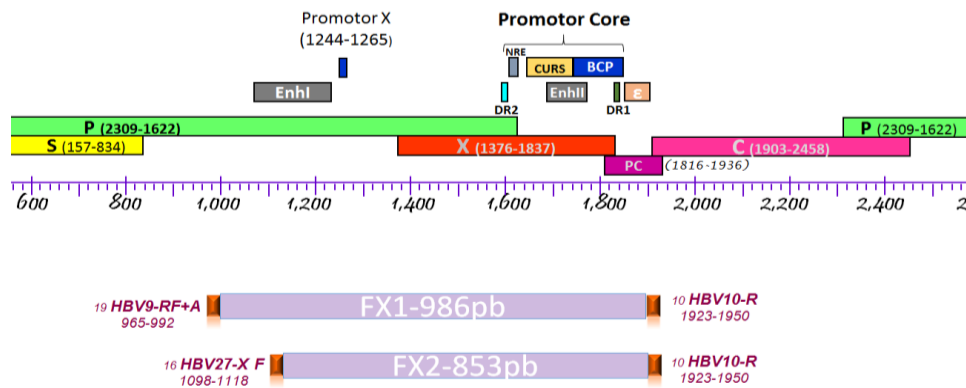 Promotor X
(1244-1265)
Promotor Core
NRE
CURS
BCP
EnhI
EnhII
ε
DR2
DR1
P (2309-1622)
P (2309-1622)
S (157-834)
X (1376-1837)
C (1903-2458)
PC
(1816-1936)
600
800
1,000
1,200
1,400
1,600
1,800
2,000
2,200
2,400
19 HBV9-RF+A
965-992
FX1-986pb
10 HBV10-R
1923-1950
16 HBV27-X F
1098-1118
FX2-853pb
10 HBV10-R
1923-1950